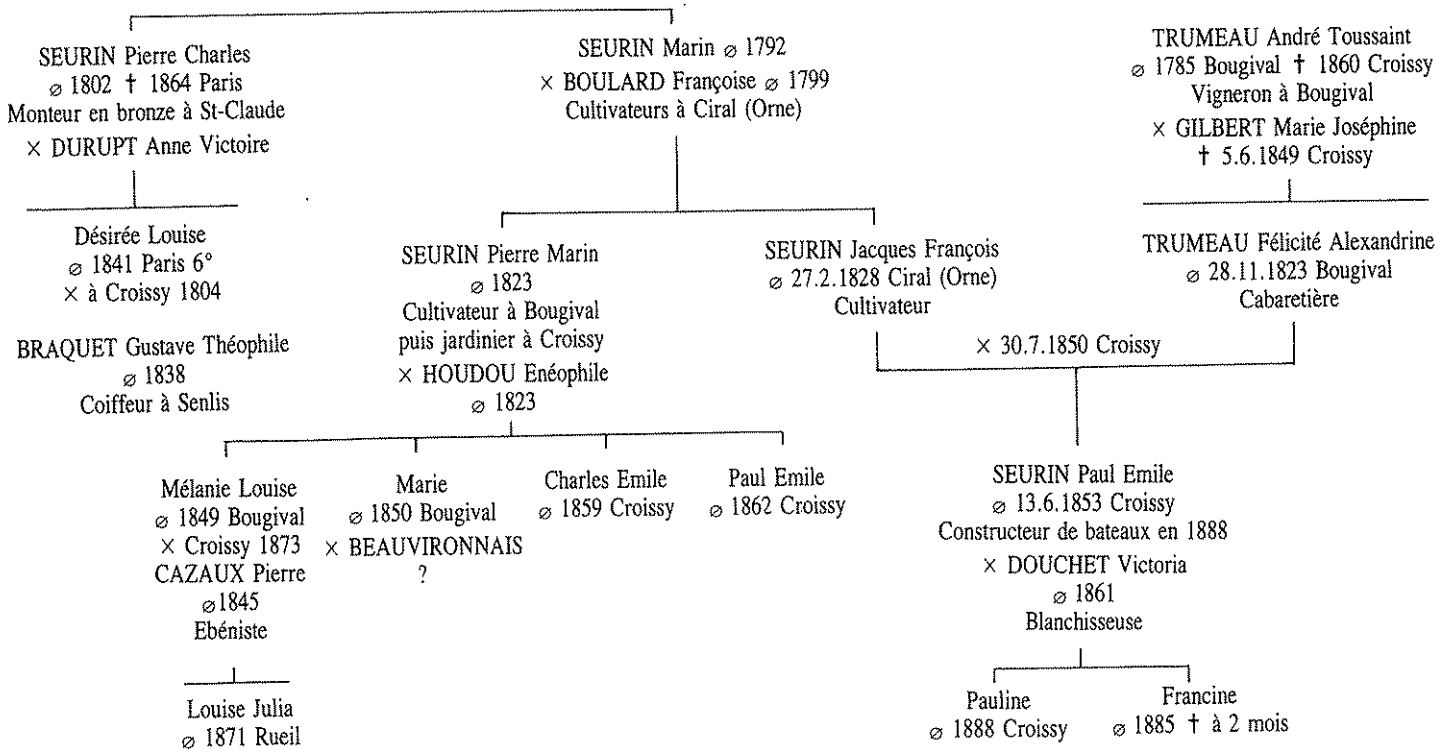 SEURIN Pierre Charles
⌀ 1802 † 1864 Paris
Monteur en bronze à St-Claude
× DURUPT Anne Victoire
SEURIN Marin ⌀ 1792
× BOULARD Françoise ⌀ 1799
Cultivateurs à Ciral (Orne)
TRUMEAU André Toussaint
⌀ 1785 Bougival † 1860 Croissy
Vigneron à Bougival
× GILBERT Marie Joséphine
† 5.6.1849 Croissy
Désirée Louise
⌀ 1841 Paris 6°
× à Croissy 1804
BRAQUET Gustave Théophile
⌀ 1838
Coiffeur à Senlis
SEURIN Pierre Marin
⌀ 1823
Cultivateur à Bougival
puis jardinier à Croissy
× HOUDOU Enéophile
⌀ 1823
SEURIN Jacques François
⌀ 27.2.1828 Ciral (Orne)
Cultivateur
TRUMEAU Félicité Alexandrine
⌀ 28.11.1823 Bougival
Cabaretière
× 30.7.1850 Croissy
Mélanie Louise
⌀ 1849 Bougival
× Croissy 1873
CAZAUX Pierre
⌀1845
Ebéniste
Marie
⌀ 1850 Bougival
× BEAUVIRONNAIS
?
Charles Emile
⌀ 1859 Croissy
Paul Emile
⌀ 1862 Croissy
SEURIN Paul Emile
⌀ 13.6.1853 Croissy
Constructeur de bateaux en 1888
× DOUCHET Victoria
⌀ 1861
Blanchisseuse
Louise Julia
⌀ 1871 Rueil
Pauline
⌀ 1888 Croissy
Francine
⌀ 1885 † à 2 mois